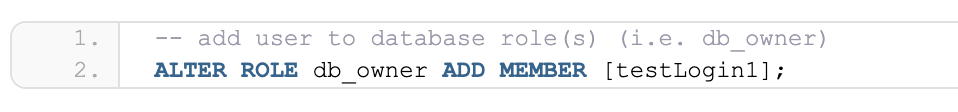 1. -- add user to database role(s) (i.e. db_owner)
2. ALTER ROLE db_owner ADD MEMBER [testLogin1];